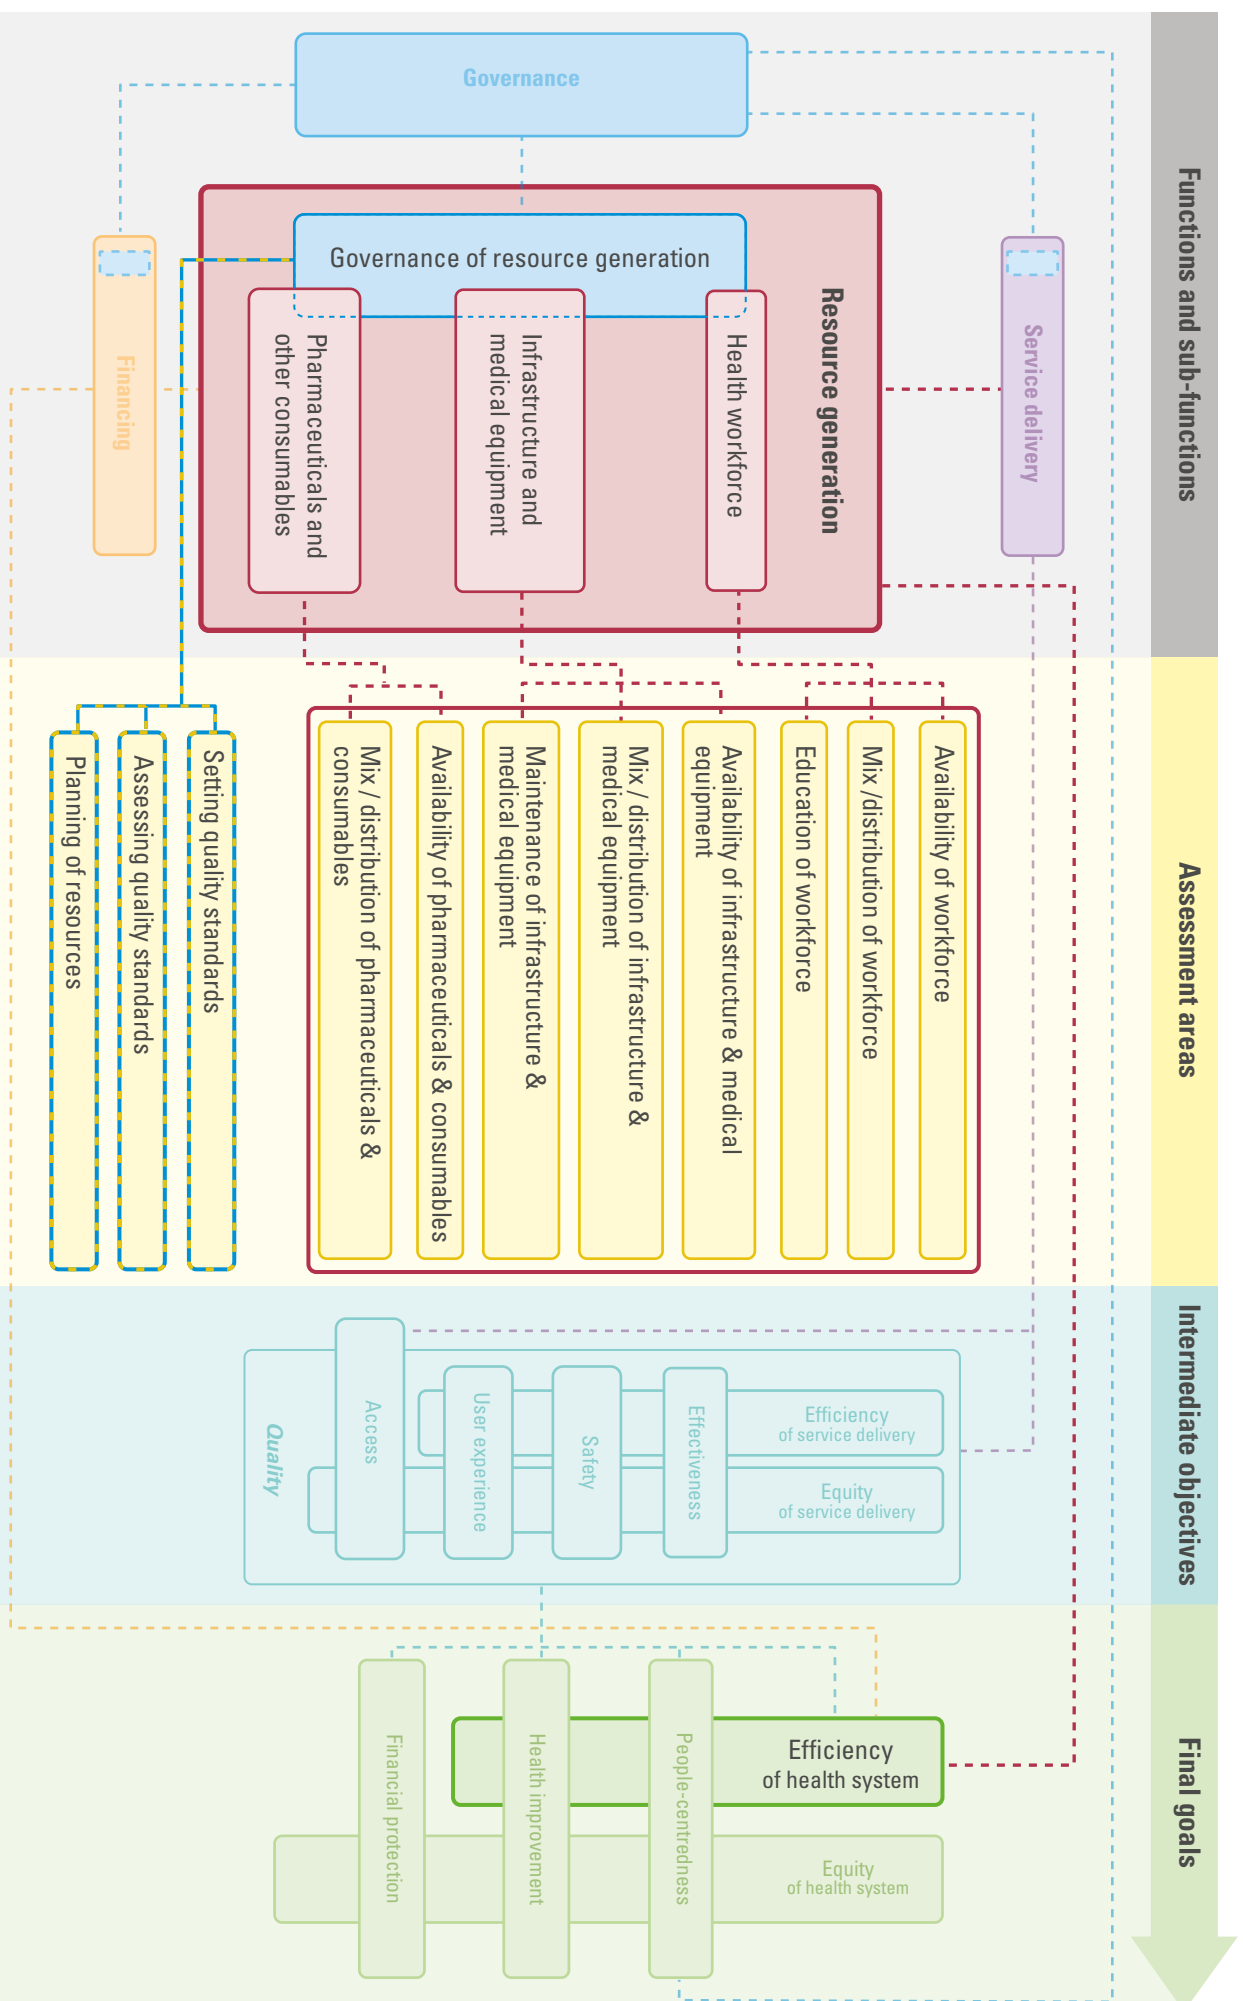 Functions and sub-functions
Governance
Governance of resource generation
Resource generation
Service delivery
Financing
Health workforce
Infrastructure and
medical equipment
Pharmaceuticals and
other consumables
Assessment areas
Availability of workforce
Mix /distribution of workforce
Education of workforce
Availability of infrastructure & medical
equipment
Mix/ distribution of infrastructure &
medical equipment
Maintenance of infrastructure &
medical equipment
Availability of pharmaceuticals & consumables
Mix/ distribution of pharmaceuticals &
consumables
Setting quality standards
Assessing quality standards
Planning of resources
Intermediate objectives
Efficiency
of service delivery
Equity
of service delivery
Effectiveness
Safety
User experience
Access
Quality
Final goals
Efficiency
of health system
Equity
of health system
People-centredness
Health improvement
Financial protection